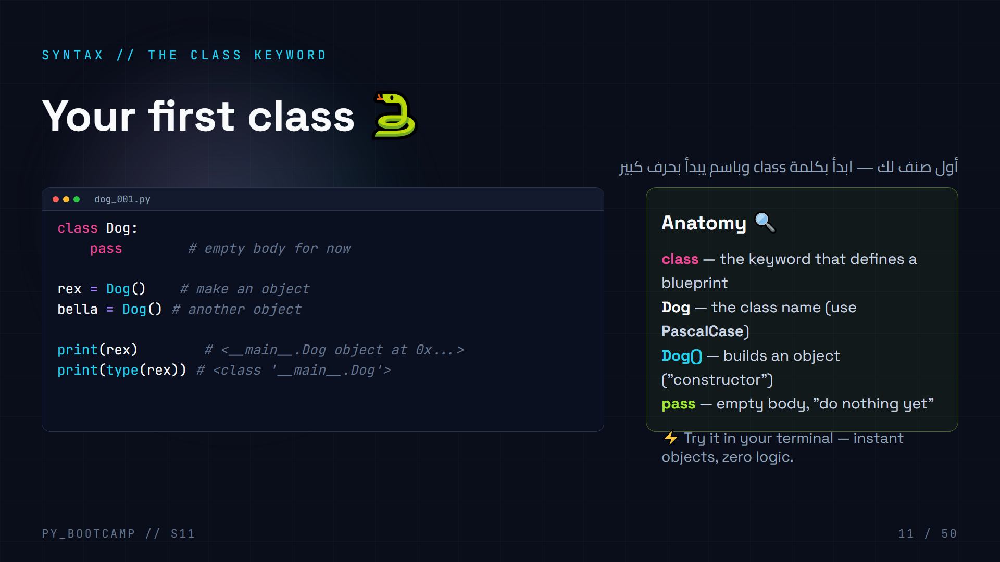 SYNTAX // THE CLASS KEYWORD
Your first class 🐍
أول صنف لك — ابدأ بكلمة class وباسم يبدأ بحرف كبير
dog_001.py
class Dog:
    pass        # empty body for now
rex = Dog()    # make an object
bella = Dog() # another object
print(rex)        # <__main__.Dog object at 0x...>
print(type(rex)) # <class '__main__.Dog'>
Anatomy 🔍
class — the keyword that defines a
blueprint
Dog — the class name (use
PascalCase)
Dog() — builds an object
(”constructor”)
pass — empty body, ”do nothing yet”
⚡ Try it in your terminal — instant
objects, zero logic.
PY_BOOTCAMP // S11
11 / 50